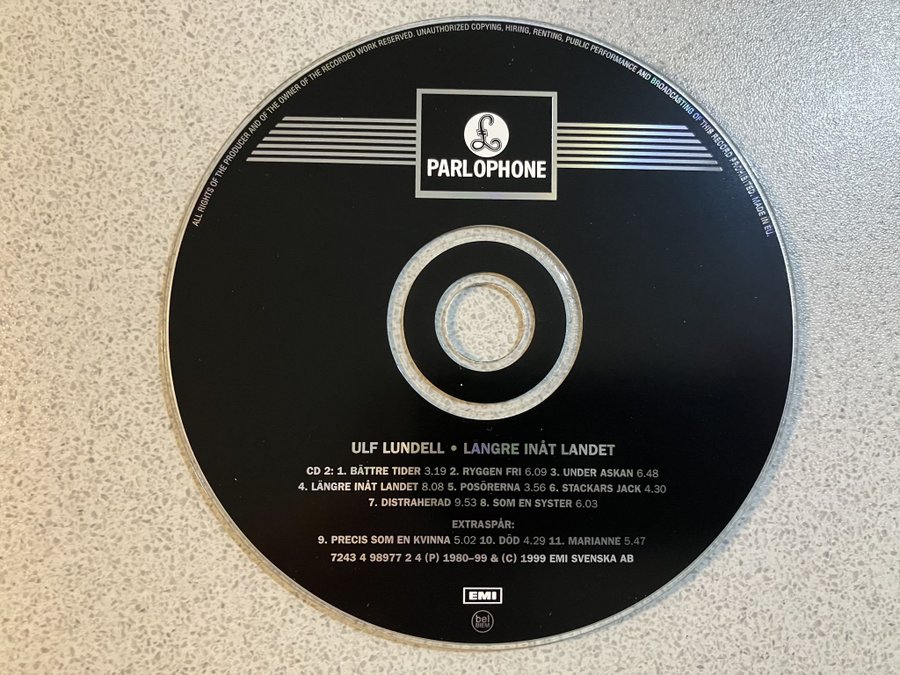 ALL RIGHTS OF THE PRODUCER AND OF THE OWNER OF THE RECORDED WORK RESERVED. UNAUTHORIZED COPYING, HIRING, RENTING, PUBLIC PERFORMANCE AND BROADCASTING OF THIS RECORD PROHIBITED. MADE IN EU.
£
PARLOPHONE
ULF LUNDELL • LÄNGRE INÅT LANDET
CD 2: 1. BÄTTRE TIDER 3.19 2. RYGGEN FRI 6.09 3. UNDER ASKAN 6.48
4. LÄNGRE INÅT LANDET 8.08 5. POSÖRERNA 3.56 6. STACKARS JACK 4.30
7. DISTRAHERAD 9.53 8. SOM EN SYSTER 6.03
EXTRASPÅR:
9. PRECIS SOM EN KVINNA 5.02 10. DÖD 4.29 11. MARIANNE 5.47
7243 4 98977 2 4 (P) 1980–99 & (C) 1999 EMI SVENSKA AB
EMI
bel
BIEM